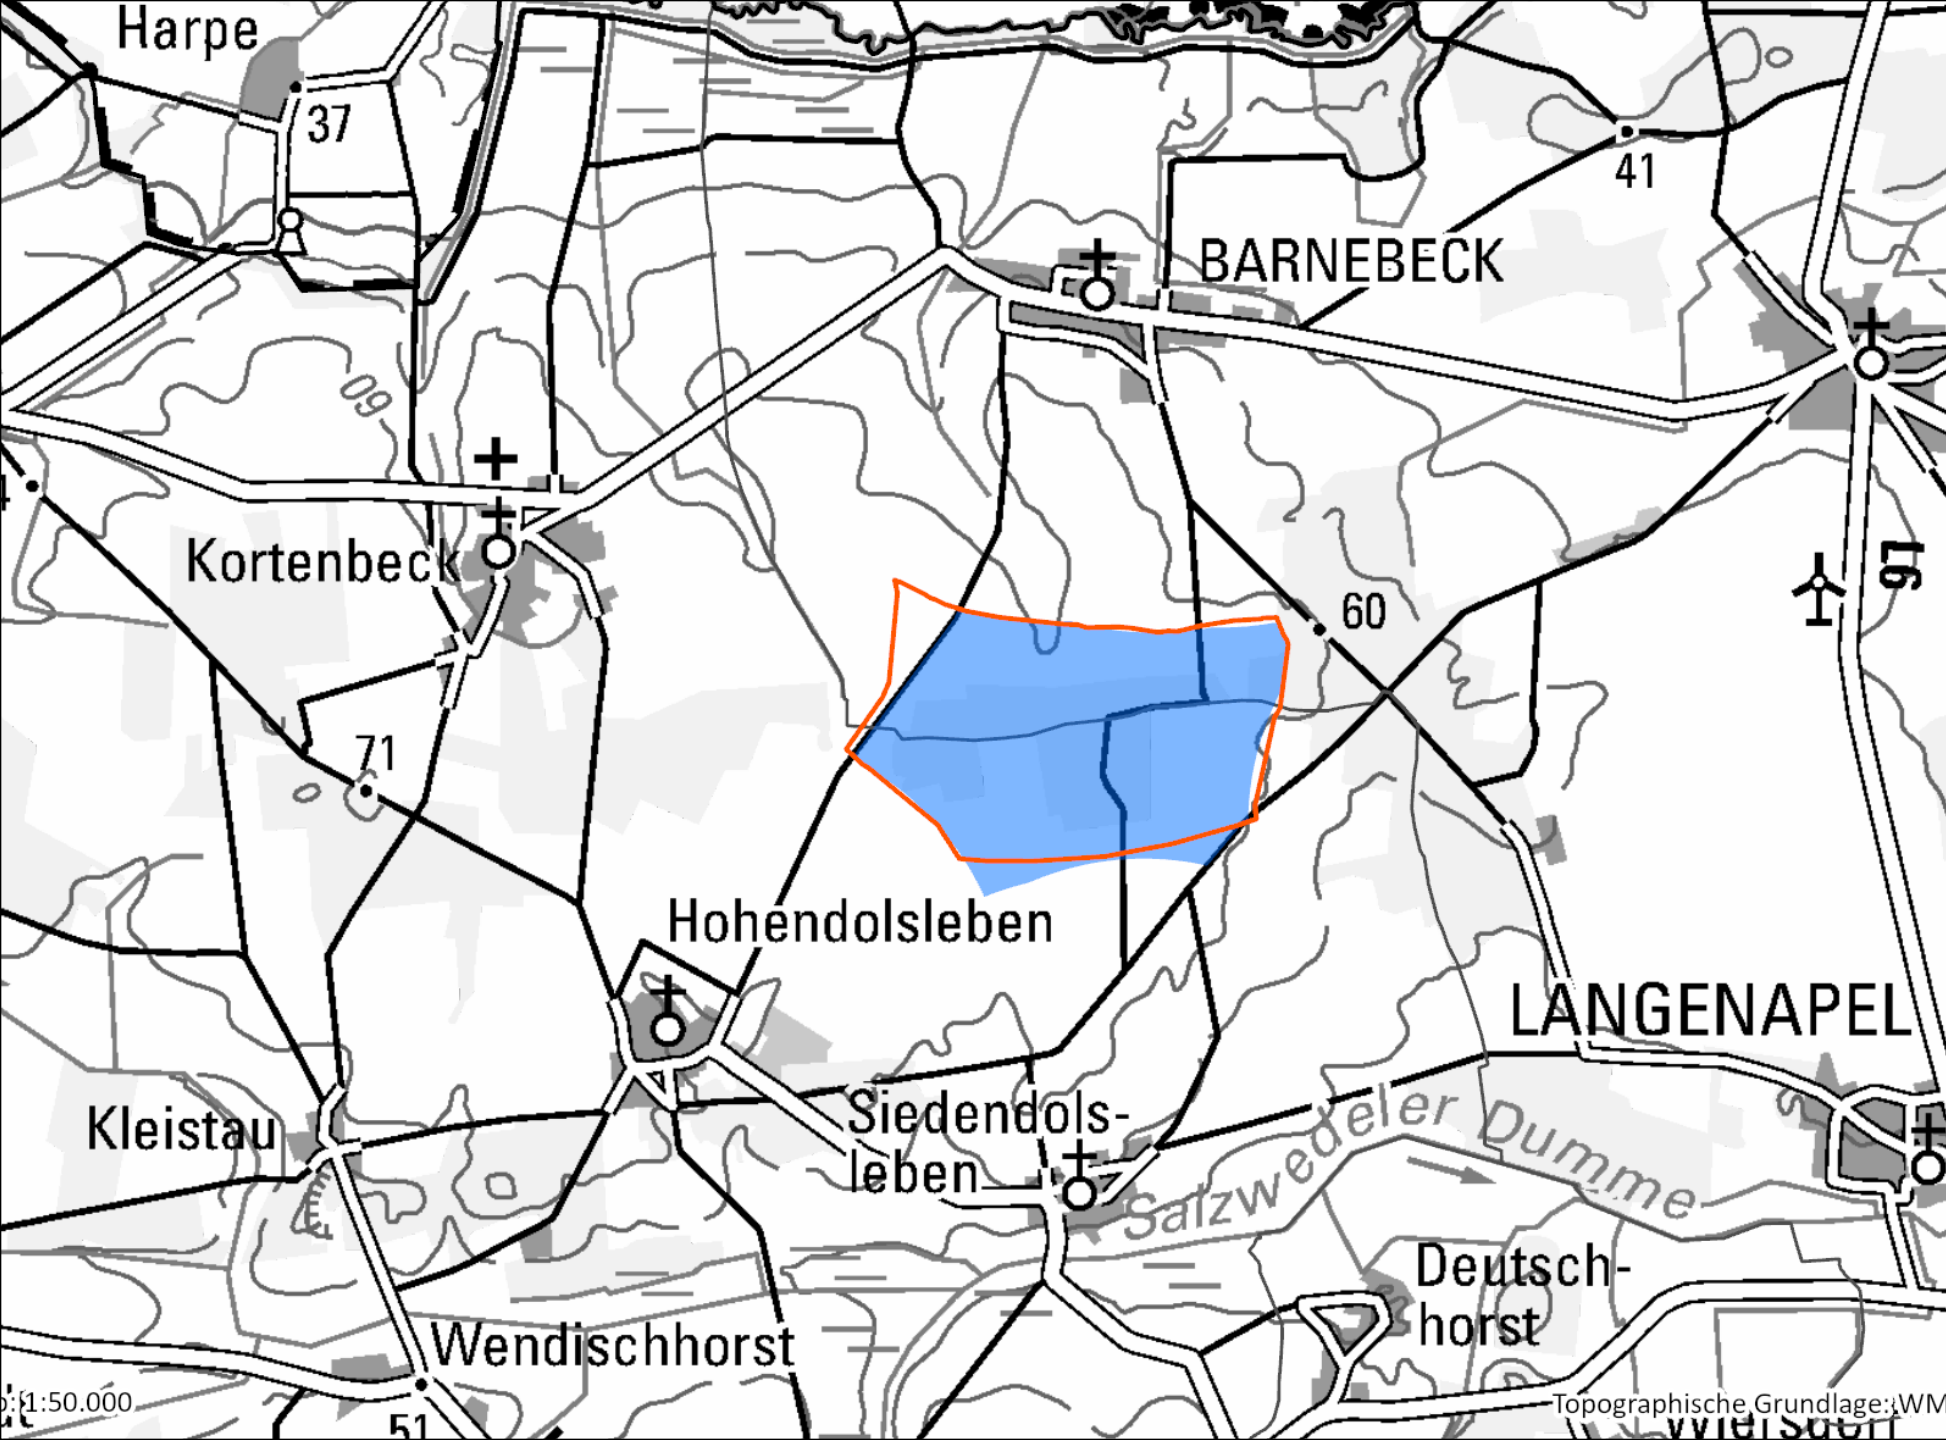 Harpe
37
41
BARNEBECK
60
Kortenbeck
60
71
Hohendolsleben
LANGENAPEL
Kleistau
Siedendols-
leben
Salzwedeler Dumme
Deutsch-
horst
Wendischhorst
1:50.000
Topographische Grundlage: WM
51